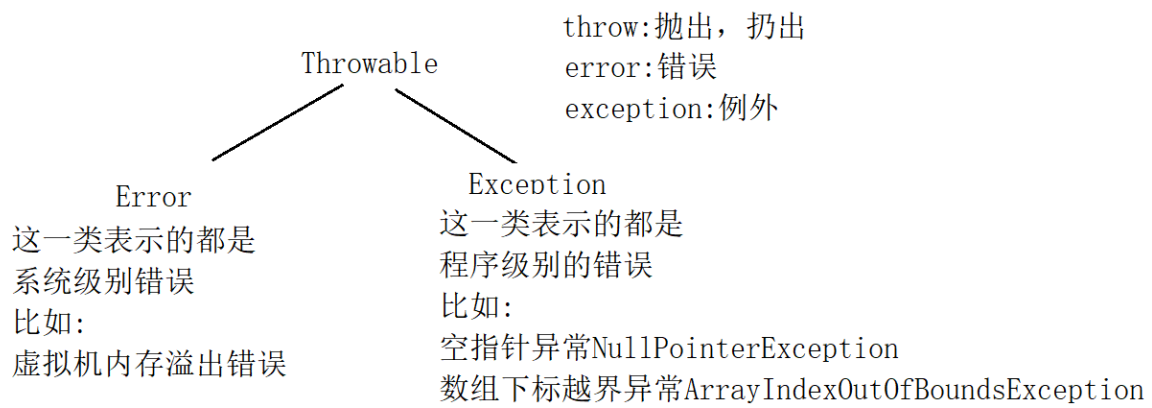 throw:抛出，扔出
Throwable
error:错误
exception:例外
Error
这一类表示的都是
系统级别错误
比如:
虚拟机内存溢出错误
Exception
这一类表示的都是
程序级别的错误
比如:
空指针异常NullPointerException
数组下标越界异常ArrayIndexOutOfBoundsException